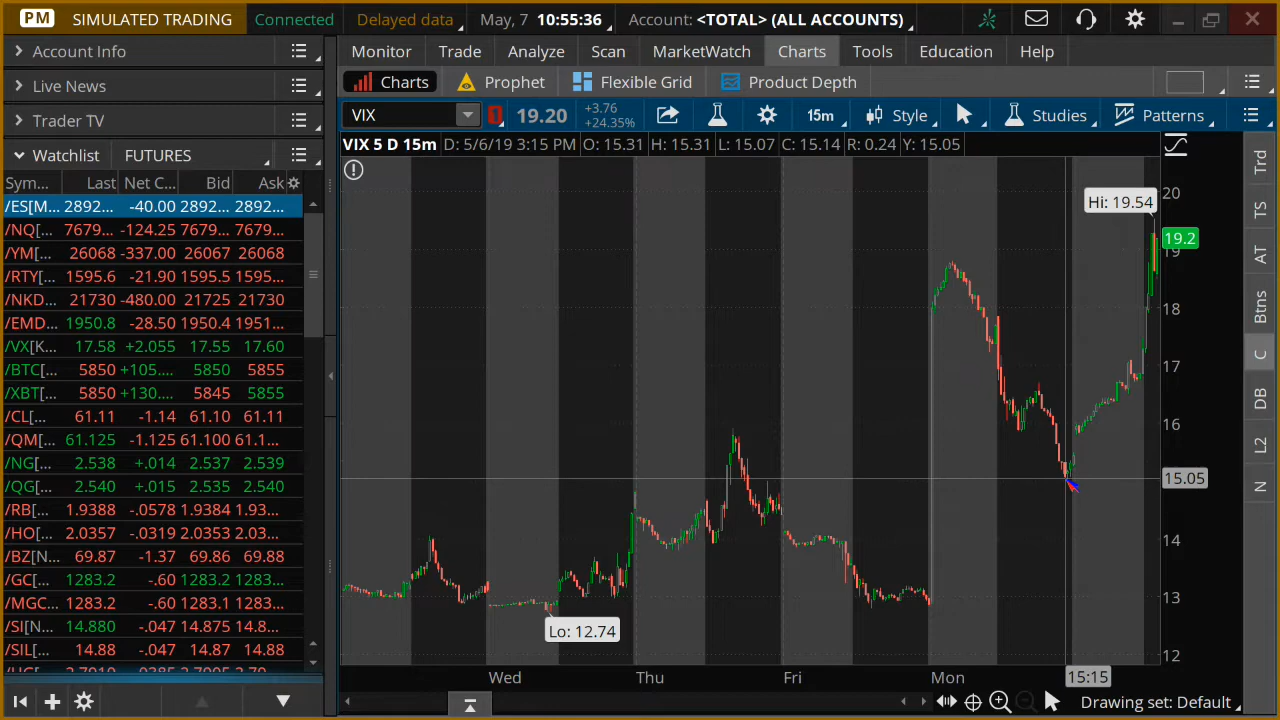 PM SIMULATED TRADING Connected Delayed data May, 7 10:55:36 Account: <TOTAL> (ALL ACCOUNTS)
Account Info
Live News
Trader TV
Watchlist FUTURES
Sym... Last Net C... Bid Ask
/ES[M... 2892... -40.00 2892... 2892...
/NQ[... 7679... -124.25 7679... 7679...
/YM[... 26068 -337.00 26067 26068
/RTY[... 1595.6 -21.90 1595.5 1595...
/NKD... 21730 -480.00 21725 21730
/EMD... 1950.8 -28.50 1950.4 1951...
/VX[K... 17.58 +2.055 17.55 17.60
/BTC[... 5850 +105.... 5850 5855
/XBT[... 5850 +130.... 5845 5855
/CL[... 61.11 -1.14 61.10 61.11
/QM[... 61.125 -1.125 61.100 61.1...
/NG[... 2.538 +.014 2.537 2.539
/QG[... 2.540 +.015 2.535 2.540
/RB[... 1.9388 -.0578 1.9384 1.93...
/HO[... 2.0357 -.0319 2.0353 2.03...
/BZ[N... 69.87 -1.37 69.86 69.88
/GC[... 1283.2 -.60 1283.2 1283...
/MGC... 1283.2 -.60 1283.1 1283...
/SI[N... 14.880 -.047 14.875 14.8...
/SIL[... 14.88 -.047 14.87 14.88
Monitor Trade Analyze Scan MarketWatch Charts Tools Education Help
Charts Prophet Flexible Grid Product Depth
VIX 19.20 +3.76
+24.35%
15m Style Studies Patterns
VIX 5 D 15m D: 5/6/19 3:15 PM O: 15.31 H: 15.31 L: 15.07 C: 15.14 R: 0.24 Y: 15.05
20
Hi: 19.54
19.2
19
18
17
16
15.05
14
13
Lo: 12.74
12
Wed Thu Fri Mon 15:15
Drawing set: Default
Trd
TS
AT
Btns
C
DB
L2
N